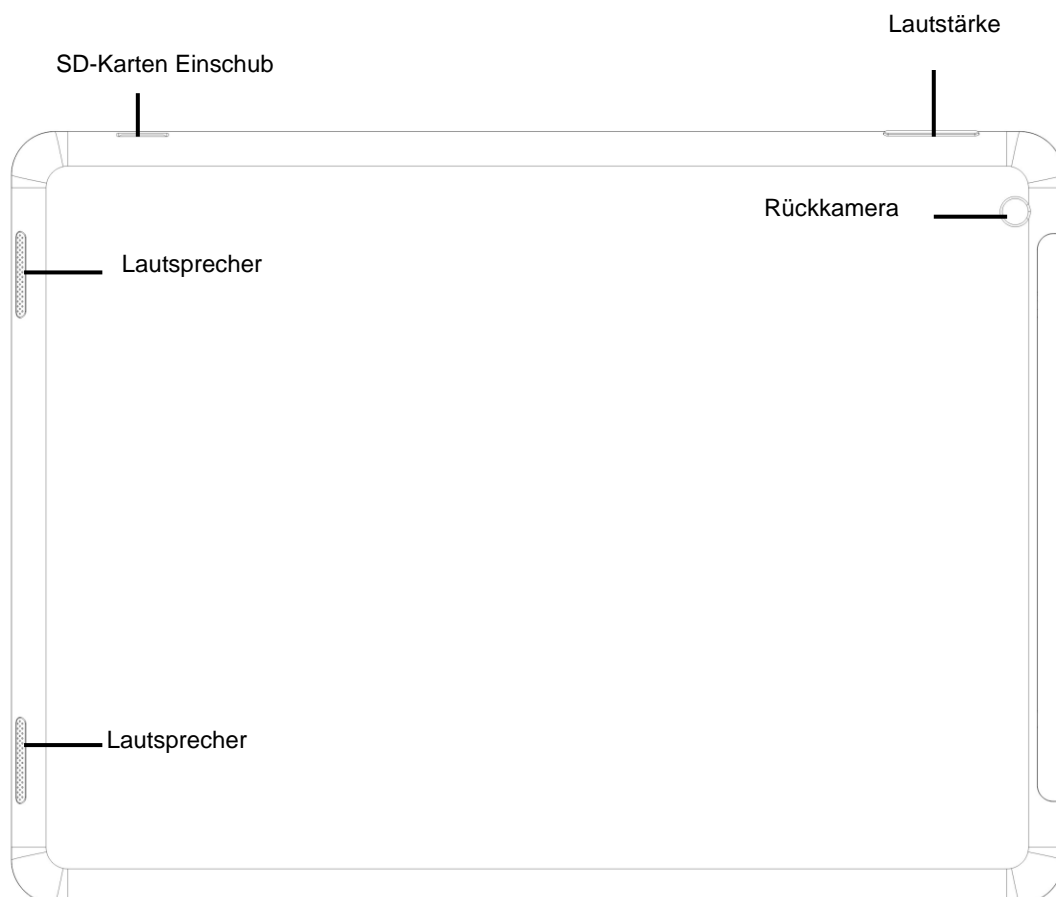 Lautstärke
SD-Karten Einschub
Rückkamera
Lautsprecher
Lautsprecher